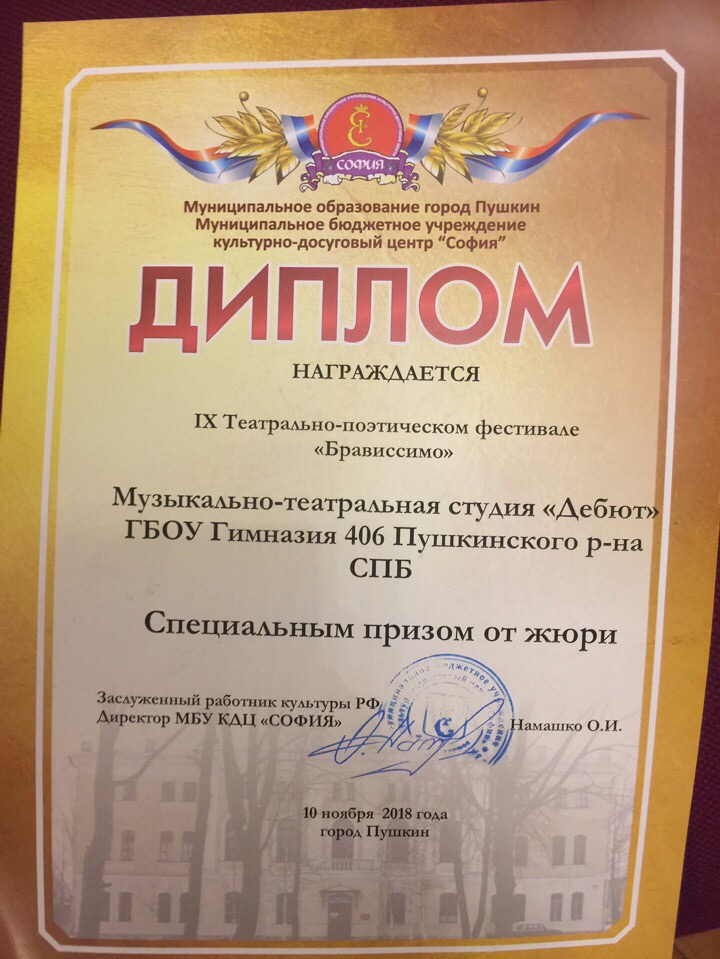 СОФИЯ
Муниципальное образование город Пушкин
Муниципальное бюджетное учреждение
культурно-досуговый центр “София”
ДИПЛОМ
НАГРАЖДАЕТСЯ
IX Театрально-поэтическом фестивале
«Брависсимо»
Музыкально-театральная студия «Дебют»
ГБОУ Гимназия 406 Пушкинского р-на
СПБ
Специальным призом от жюри
Заслуженный работник культуры РФ,
Директор МБУ КДЦ «СОФИЯ»
Намашко О.И.
10 ноября 2018 года
город Пушкин